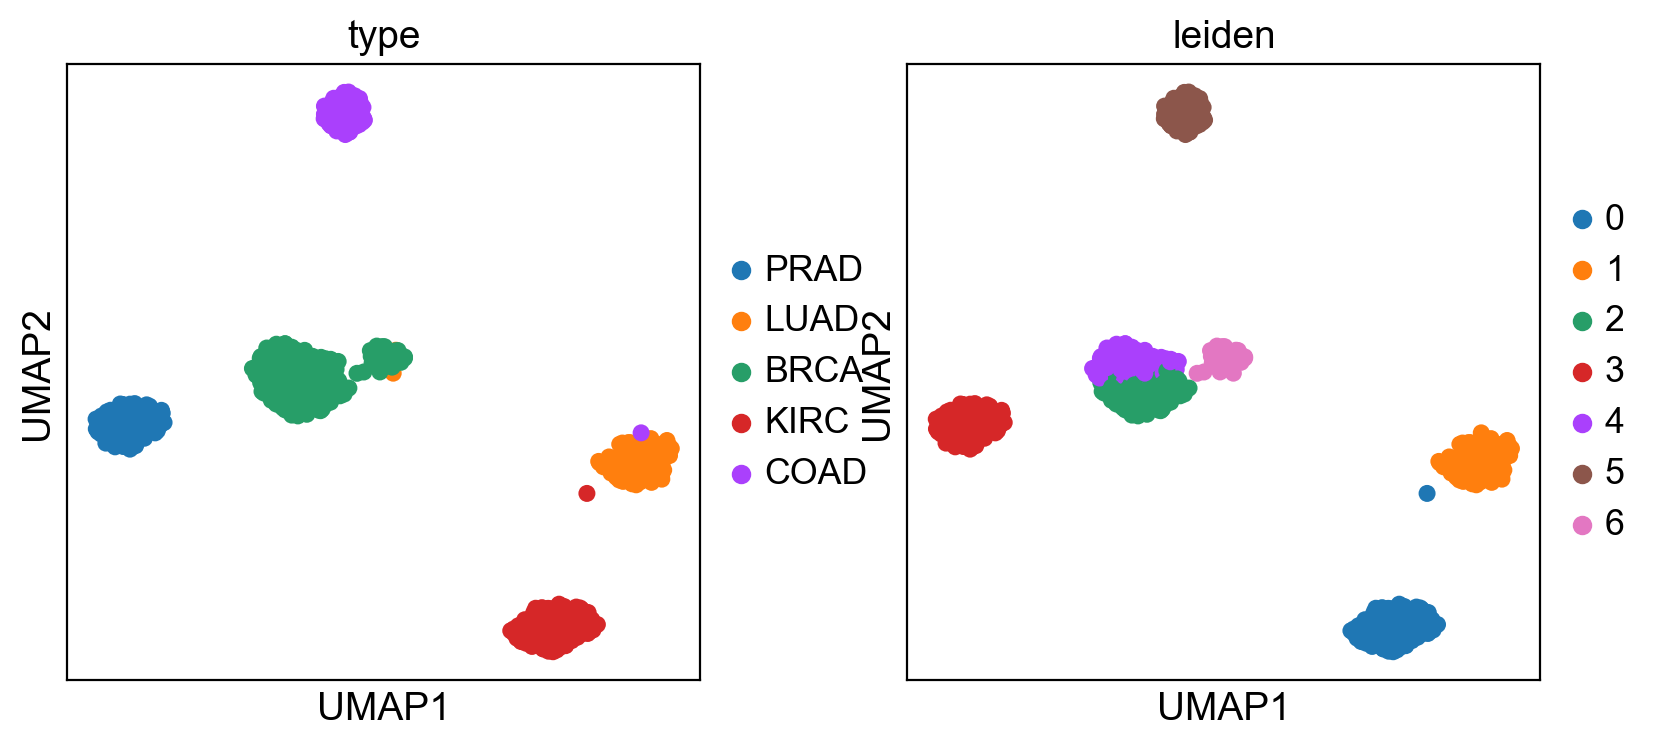 type
UMAP2
UMAP1
PRAD
LUAD
BRCA
KIRC
COAD
leiden
UMAP2
UMAP1
0
1
2
3
4
5
6